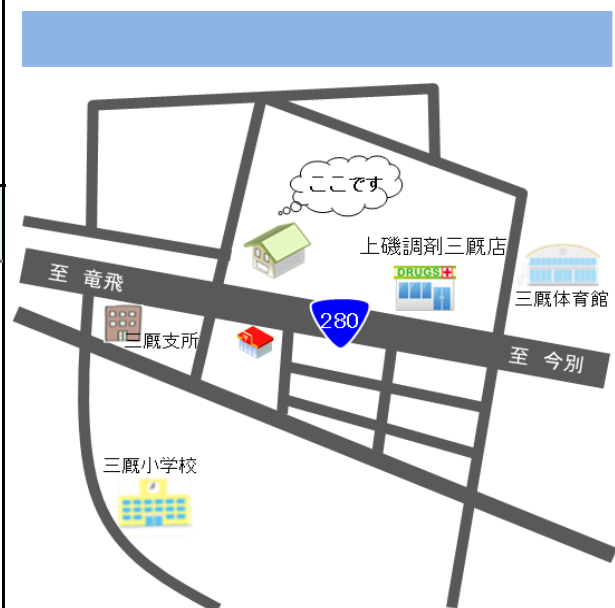 ここです
上磯調剤三厩店
DRUGS
三厩体育館
至 竜飛
280
三厩支所
至 今別
三厩小学校